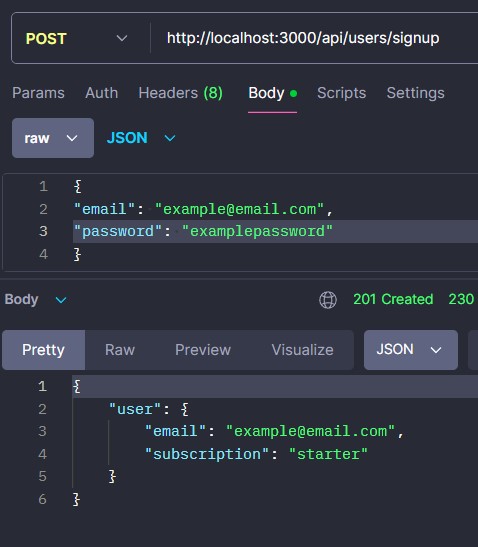 POST http://localhost:3000/api/users/signup
Params Auth Headers (8) Body Scripts Settings
raw JSON
1 {
2 "email": "example@email.com",
3 "password": "examplepassword"
4 }
Body 201 Created 230
Pretty Raw Preview Visualize JSON
1 {
2 "user": {
3 "email": "example@email.com",
4 "subscription": "starter"
5 }
6 }